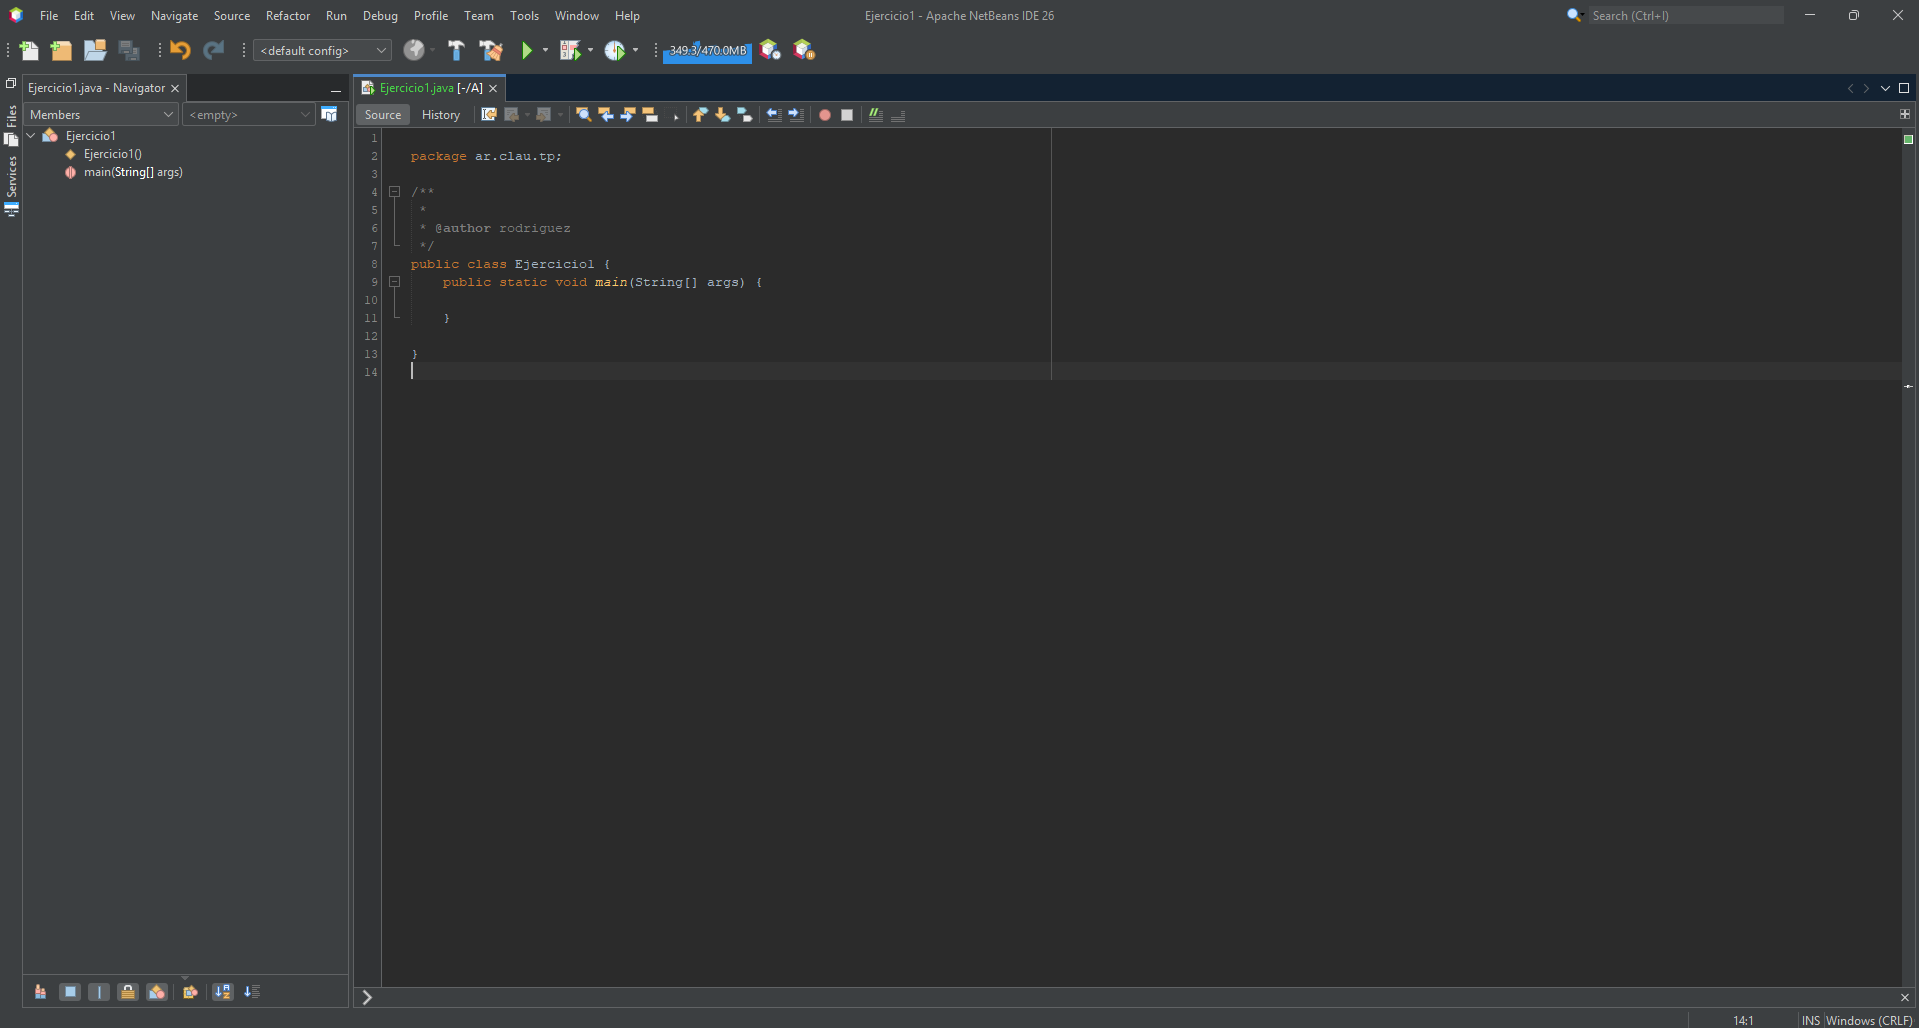 File Edit View Navigate Source Refactor Run Debug Profile Team Tools Window Help
Ejercicio1 - Apache NetBeans IDE 26
Search (Ctrl+I)
<default config>
349.3/470.0MB
Ejercicio1.java - Navigator
Members
<empty>
Ejercicio1
Ejercicio1()
main(String[] args)
Files
Services
Ejercicio1.java [-/A]
Source History
1
2 package ar.clau.tp;
3
4 /**
5 *
6 * @author rodriguez
7 */
8 public class Ejercicio1 {
9 public static void main(String[] args) {
10
11 }
12
13 }
14
14:1 INS Windows (CRLF)